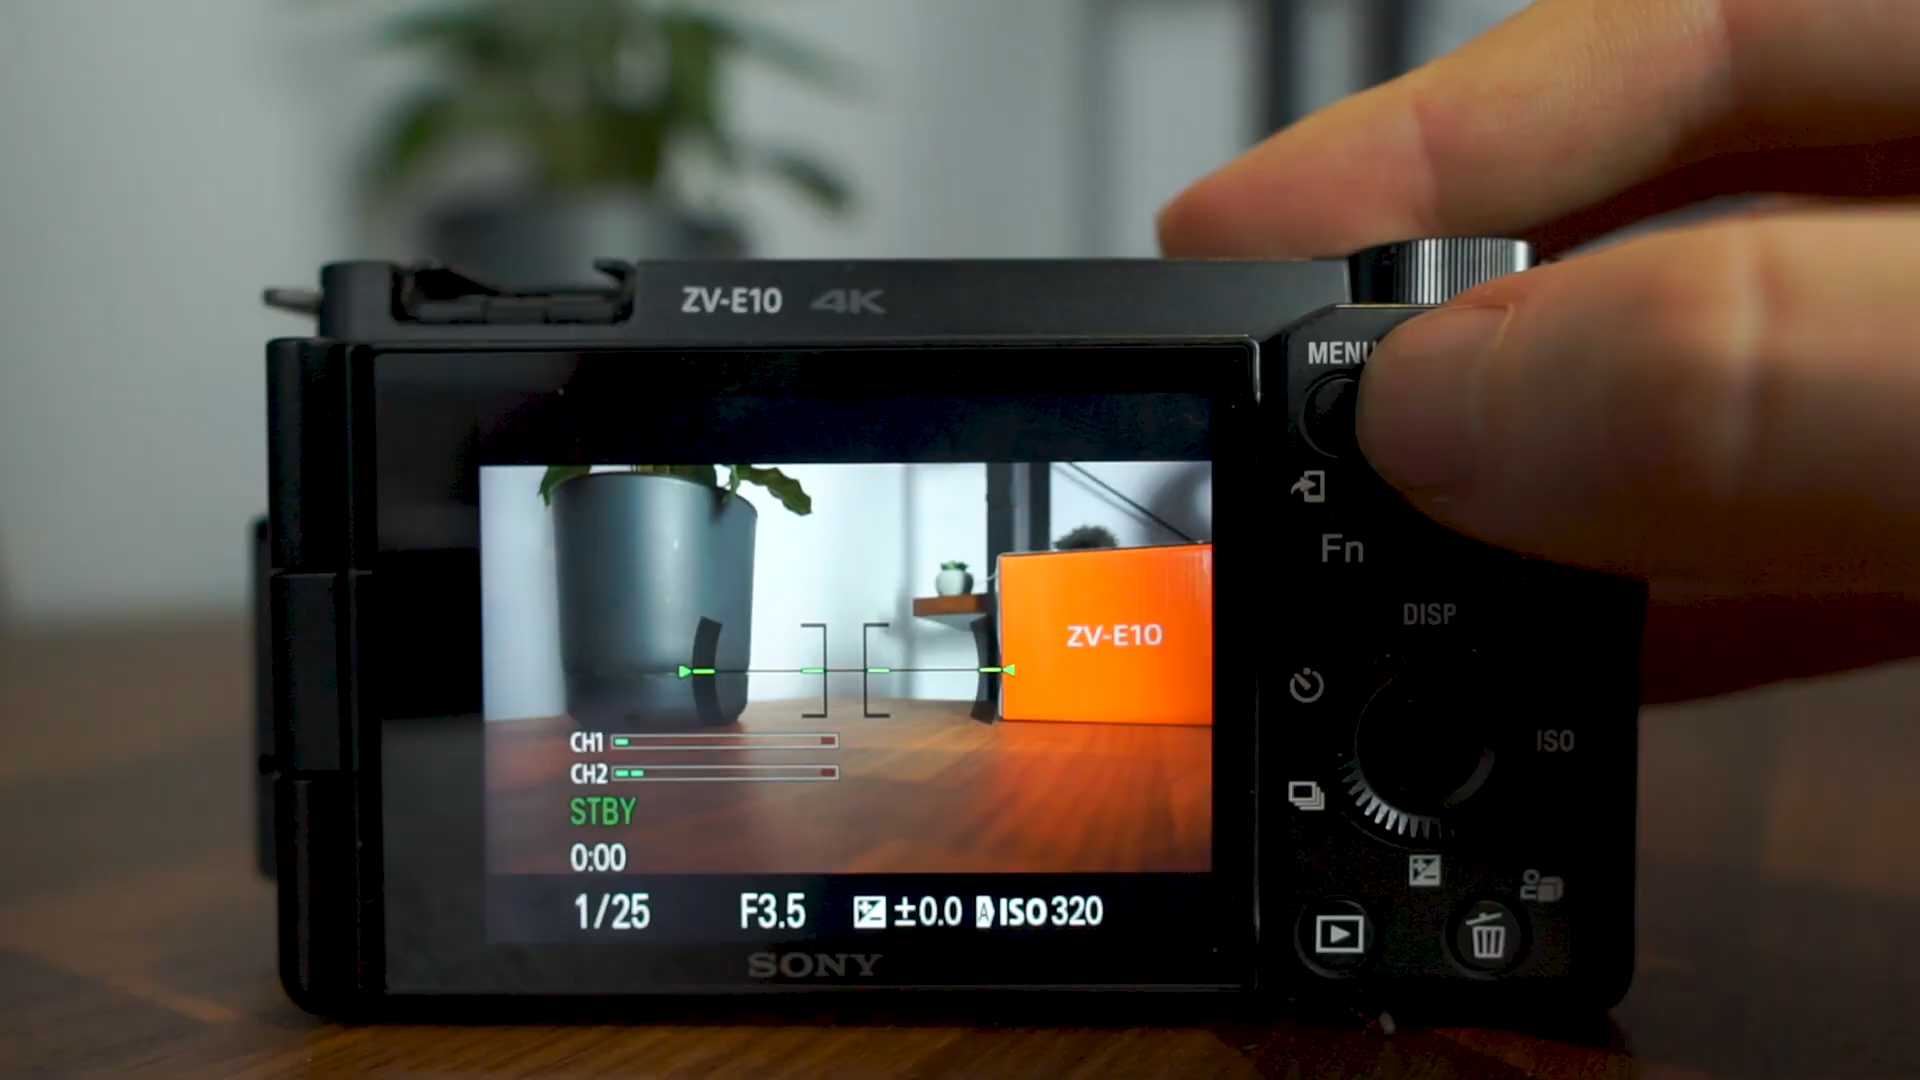 ZV-E10 4K
MENU
Fn
DISP
ISO
ZV-E10
CH1
CH2
STBY
0:00
1/25 F3.5 ±0.0 A ISO 320
SONY